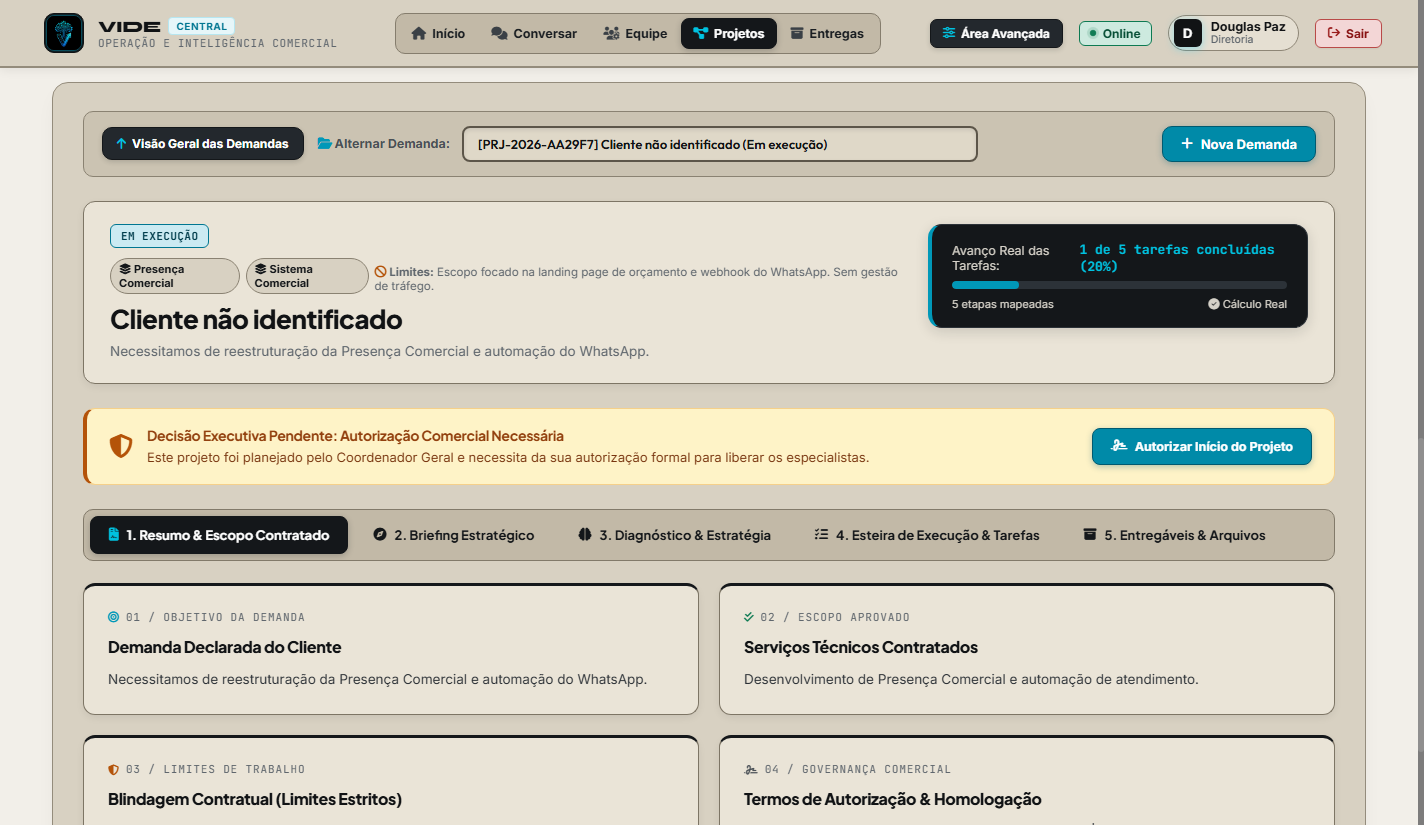 VIDE CENTRAL
OPERAÇÃO E INTELIGÊNCIA COMERCIAL
Início
Conversar
Equipe
Projetos
Entregas
Área Avançada
Online
D
Douglas Paz
Diretoria
Sair
Visão Geral das Demandas
Alternar Demanda:
[PRJ-2026-AA29F7] Cliente não identificado (Em execução)
+ Nova Demanda
EM EXECUÇÃO
Presença
Comercial
Sistema
Comercial
Limites: Escopo focado na landing page de orçamento e webhook do WhatsApp. Sem gestão
de tráfego.
Cliente não identificado
Necessitamos de reestruturação da Presença Comercial e automação do WhatsApp.
Avanço Real das
Tarefas:
1 de 5 tarefas concluídas
(20%)
5 etapas mapeadas
Cálculo Real
Decisão Executiva Pendente: Autorização Comercial Necessária
Este projeto foi planejado pelo Coordenador Geral e necessita da sua autorização formal para liberar os especialistas.
Autorizar Início do Projeto
1. Resumo & Escopo Contratado
2. Briefing Estratégico
3. Diagnóstico & Estratégia
4. Esteira de Execução & Tarefas
5. Entregáveis & Arquivos
01 / OBJETIVO DA DEMANDA
Demanda Declarada do Cliente
Necessitamos de reestruturação da Presença Comercial e automação do WhatsApp.
02 / ESCOPO APROVADO
Serviços Técnicos Contratados
Desenvolvimento de Presença Comercial e automação de atendimento.
03 / LIMITES DE TRABALHO
Blindagem Contratual (Limites Estritos)
04 / GOVERNANÇA COMERCIAL
Termos de Autorização & Homologação